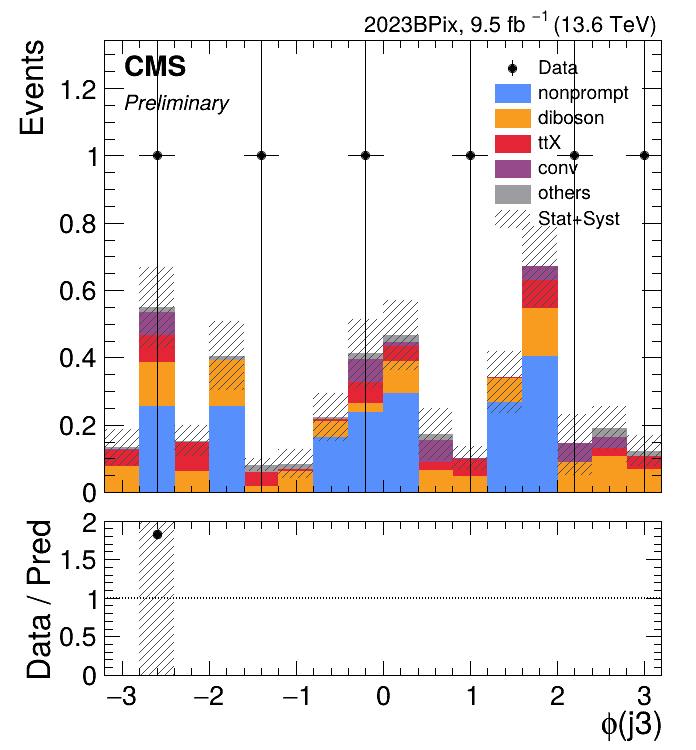 2023BPix, 9.5 fb⁻¹ (13.6 TeV)
CMS
Preliminary
Events
Data
nonprompt
diboson
ttX
conv
others
Stat+Syst
1.2
1
0.8
0.6
0.4
0.2
0
Data / Pred
2
1.5
1
0.5
0
−3 −2 −1 0 1 2 3
ϕ(j3)